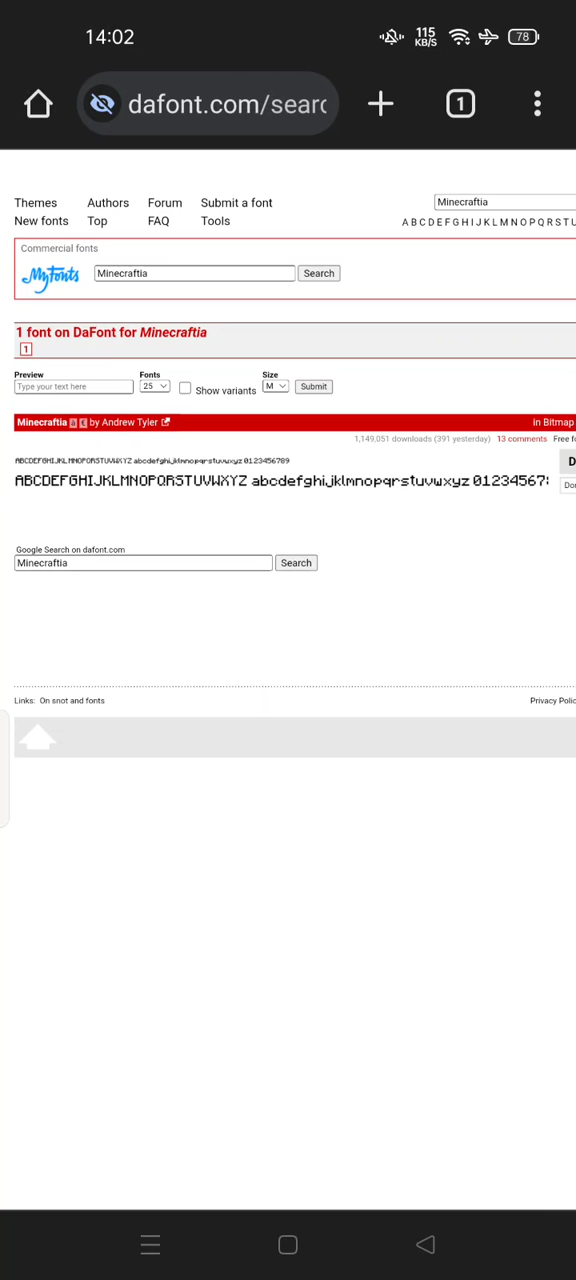 14:02
115
KB/S
78
dafont.com/searc
1
Themes Authors Forum Submit a font
Minecraftia
New fonts Top FAQ Tools
A B C D E F G H I J K L M N O P Q R S T U
Commercial fonts
MyFonts
Minecraftia
Search
1 font on DaFont for Minecraftia
1
Preview Fonts Size
Type your text here 25 Show variants M Submit
Minecraftia à € by Andrew Tyler in Bitmap
1,149,051 downloads (391 yesterday) 13 comments Free fo
ABCDEFGHIJKLMNOPQRSTUVWXYZ abcdefghijklmnopqrstuvwxyz 0123456789
D
ABCDEFGHIJKLMNOPQRSTUVWXYZ abcdefghijklmnopqrstuvwxyz 01234567
Don
Google Search on dafont.com
Minecraftia Search
Links: On snot and fonts Privacy Polic